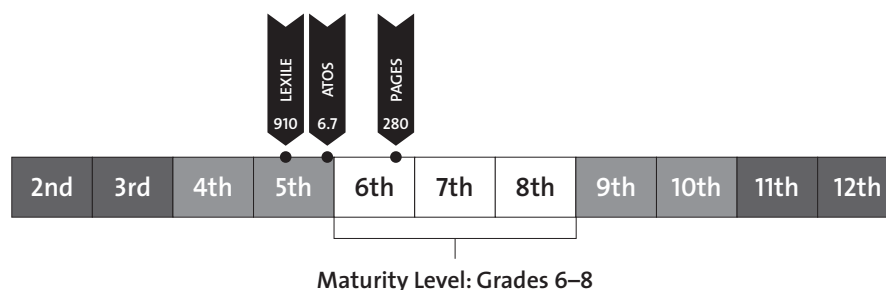 LEXILE
910
ATOS
6.7
PAGES
280
2nd 3rd 4th 5th 6th 7th 8th 9th 10th 11th 12th
Maturity Level: Grades 6–8